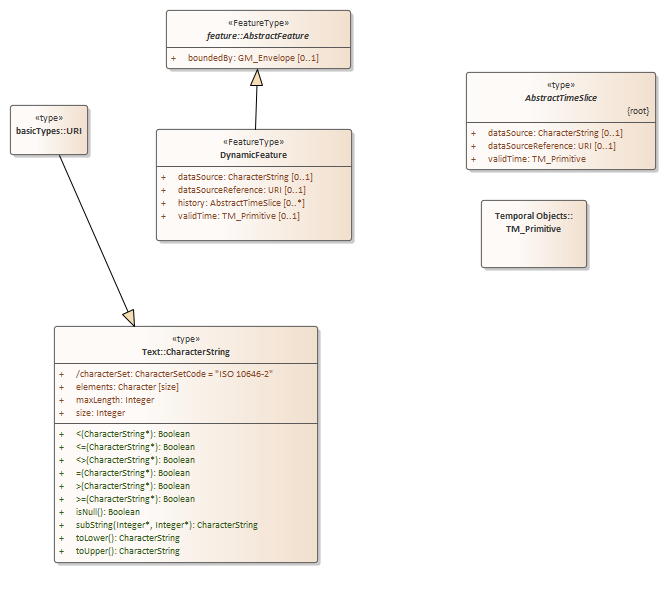 «FeatureType»
feature::AbstractFeature
+ boundedBy: GM_Envelope [0..1]
«type»
basicTypes::URI
«FeatureType»
DynamicFeature
+ dataSource: CharacterString [0..1]
+ dataSourceReference: URI [0..1]
+ history: AbstractTimeSlice [0..*]
+ validTime: TM_Primitive [0..1]
«type»
AbstractTimeSlice
{root}
+ dataSource: CharacterString [0..1]
+ dataSourceReference: URI [0..1]
+ validTime: TM_Primitive
Temporal Objects::
TM_Primitive
«type»
Text::CharacterString
+ /characterSet: CharacterSetCode = "ISO 10646-2"
+ elements: Character [size]
+ maxLength: Integer
+ size: Integer
+ <(CharacterString*): Boolean
+ <=(CharacterString*): Boolean
+ <>(CharacterString*): Boolean
+ =(CharacterString*): Boolean
+ >(CharacterString*): Boolean
+ >=(CharacterString*): Boolean
+ isNull(): Boolean
+ subString(Integer*, Integer*): CharacterString
+ toLower(): CharacterString
+ toUpper(): CharacterString